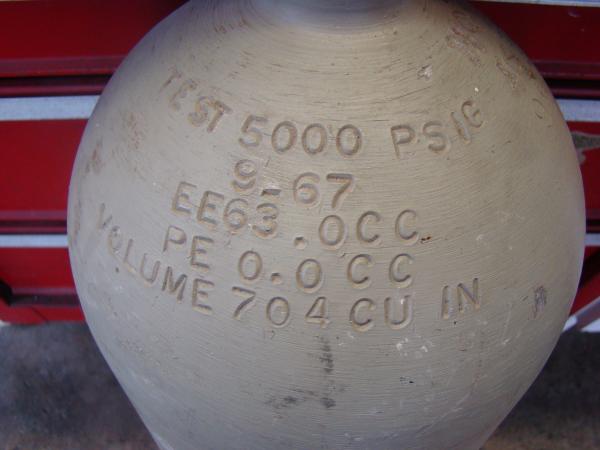 TEST 5000 PSIG
9-67
EE63.0CC
PE 0.0CC
VOLUME 704 CU IN